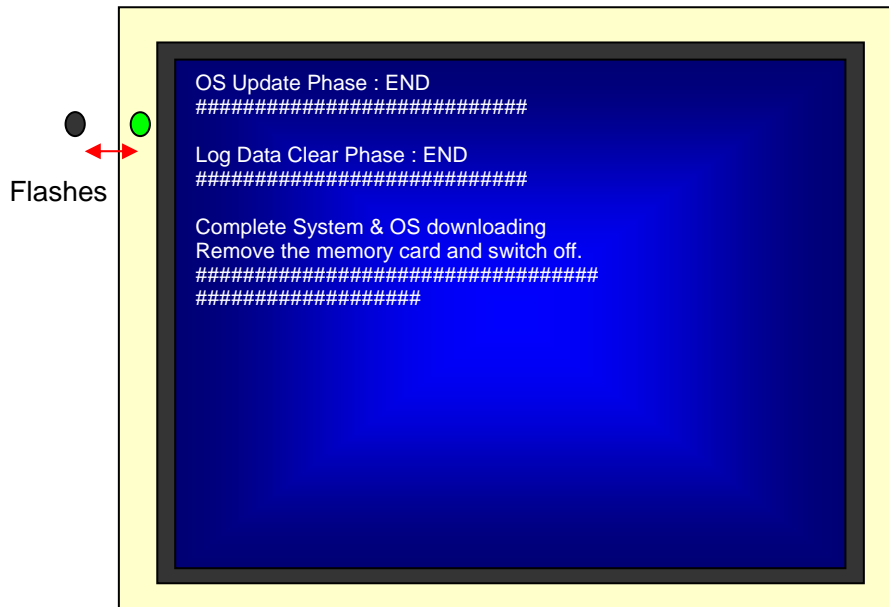 OS Update Phase : END
############################
Log Data Clear Phase : END
############################
Flashes
Complete System & OS downloading
Remove the memory card and switch off.
##################################
###################